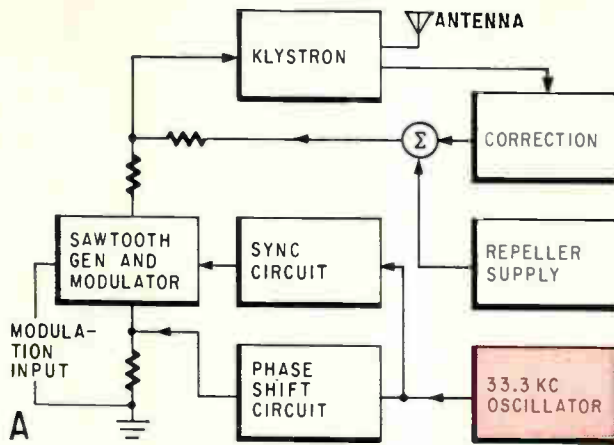 ANTENNA
KLYSTRON
CORRECTION
Σ
SAWTOOTH
GEN AND
MODULATOR
SYNC
CIRCUIT
REPELLER
SUPPLY
MODULA-
TION
INPUT
PHASE
SHIFT
CIRCUIT
33.3 KC
OSCILLATOR
A